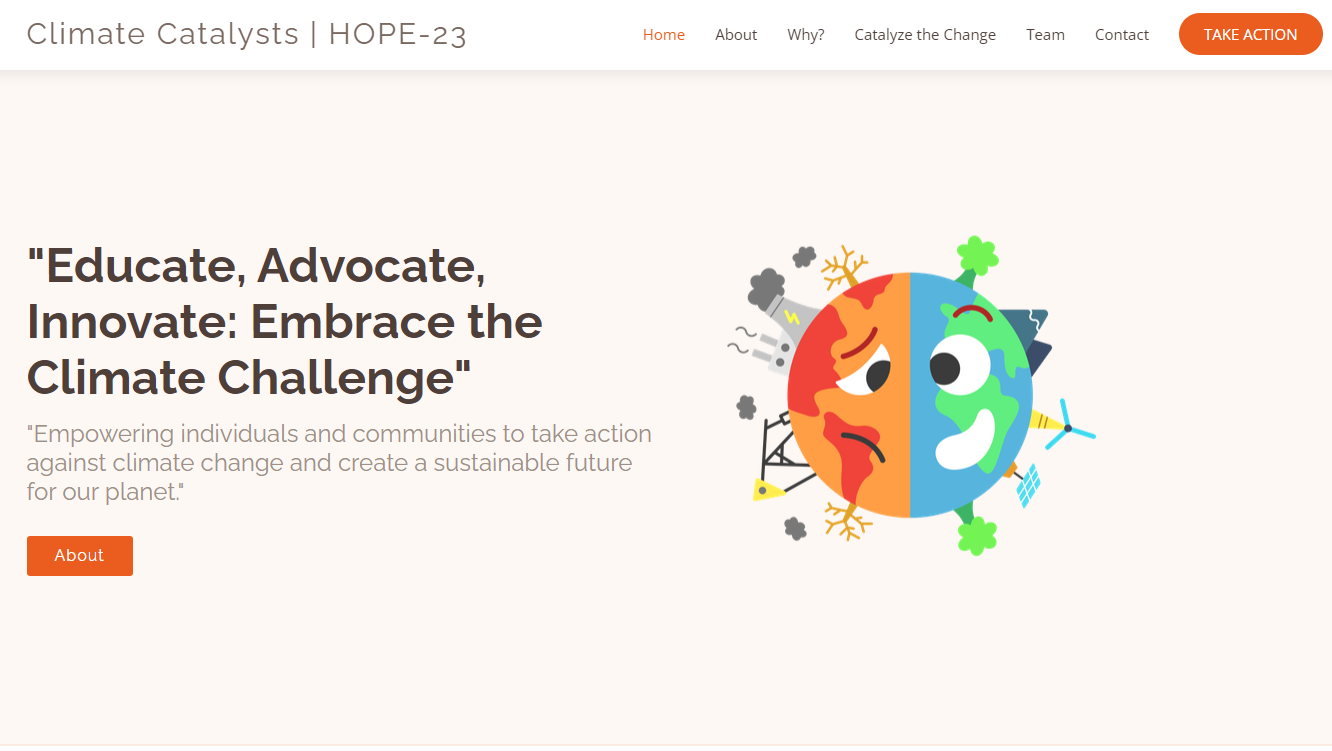 Climate Catalysts | HOPE-23
Home
About
Why?
Catalyze the Change
Team
Contact
TAKE ACTION
"Educate, Advocate,
Innovate: Embrace the
Climate Challenge"
"Empowering individuals and communities to take action
against climate change and create a sustainable future
for our planet."
About